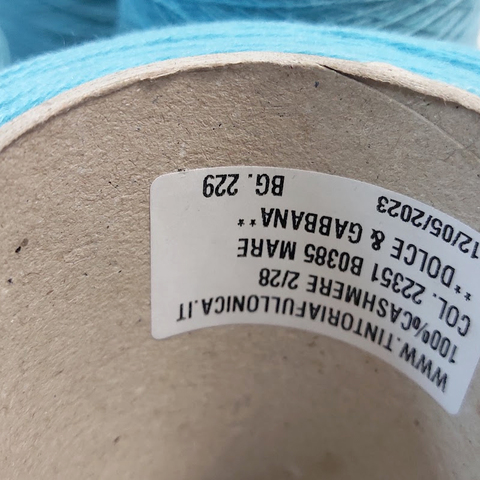 WWW.TINTORIAFULLONICA.IT
100%CASHMERE 2/28
COL. 22351 B0385 MARE
**DOLCE & GABBANA**
12/05/2023 BG. 229